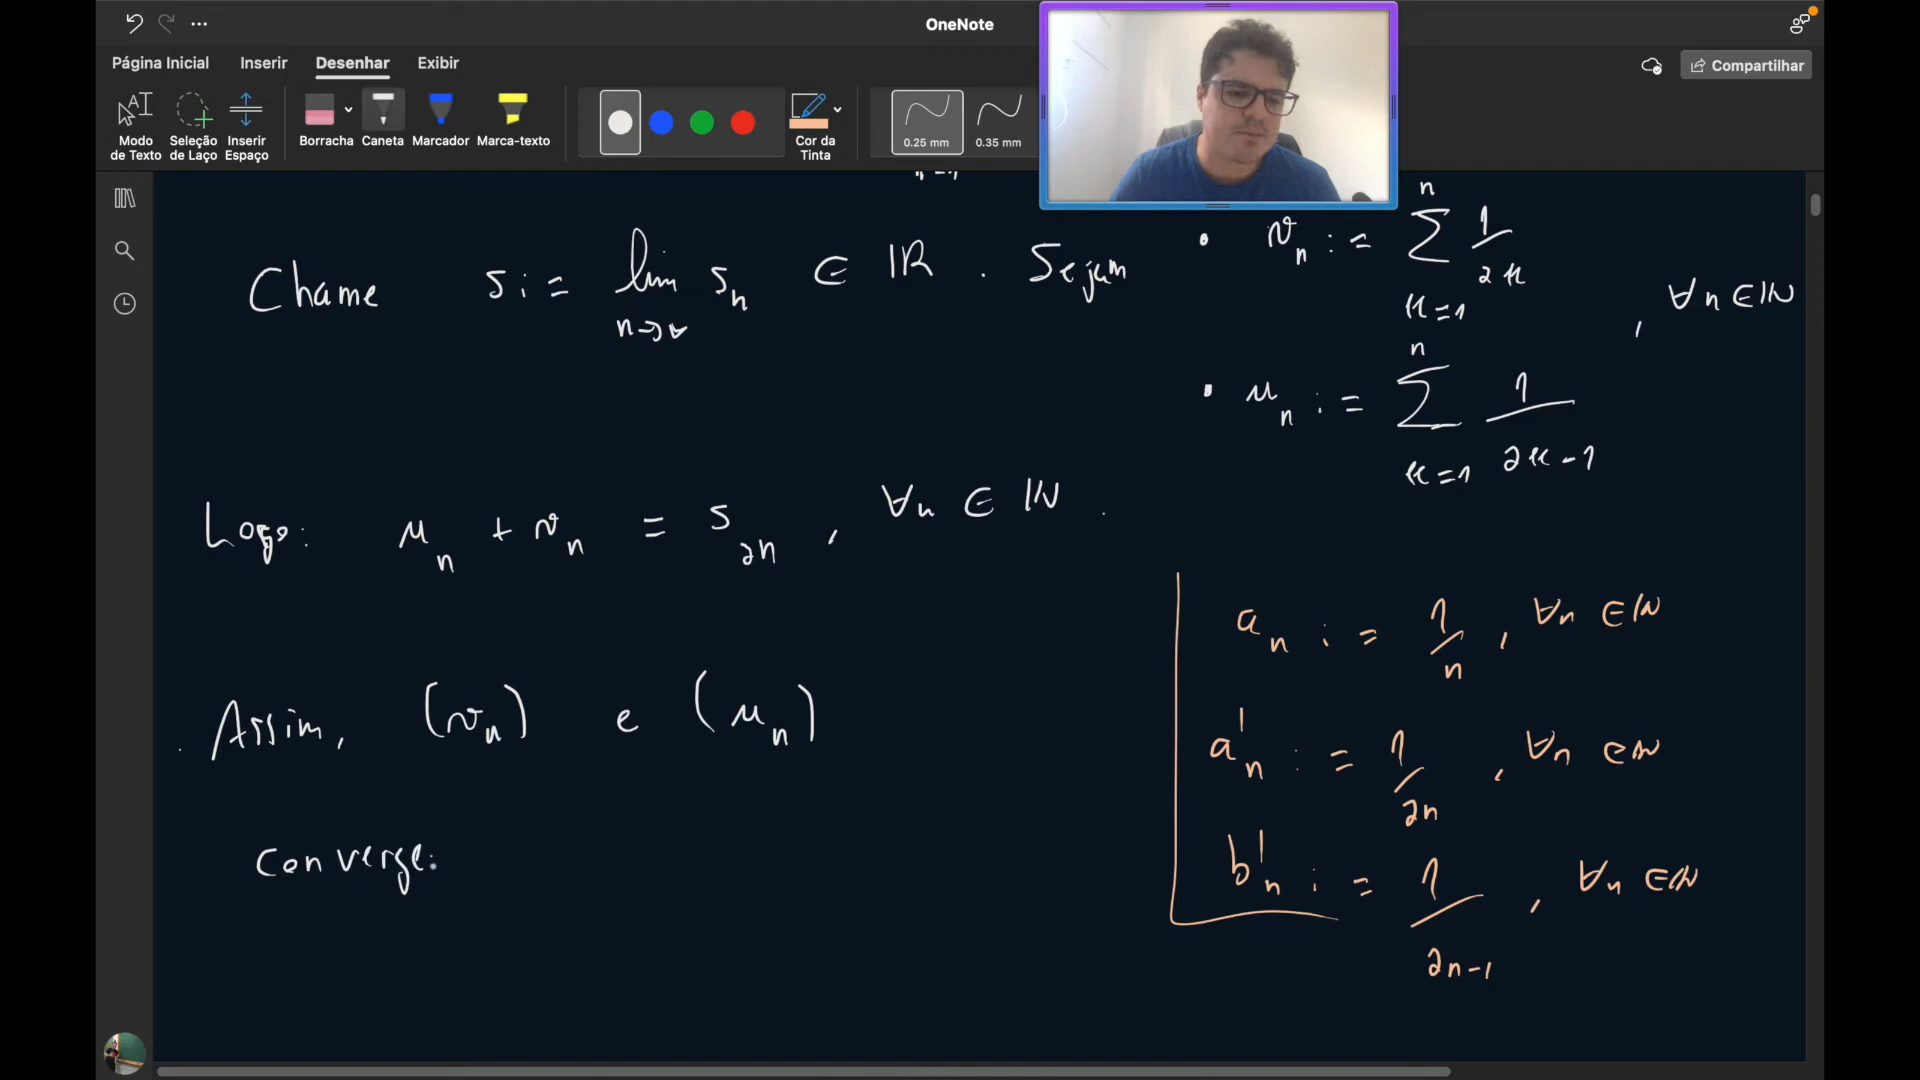 OneNote
Página Inicial Inserir Desenhar Exibir
Compartilhar
Modo de Texto
Seleção de Laço
Inserir Espaço
Borracha
Caneta
Marcador
Marca-texto
Cor da Tinta
0.25 mm
0.35 mm
Chame s := lim n→∞ s_n ∈ ℝ . Sejam
• v_n := ∑_{k=1}^{n} 1/2k
, ∀n ∈ ℕ
• u_n := ∑_{k=1}^{n} 1/(2k-1)
Logo: u_n + v_n = s_{2n} , ∀n ∈ ℕ .
Assim, (v_n) e (u_n)
converge
a_n := 1/n , ∀n ∈ ℕ
a'_n := 1/2n , ∀n ∈ ℕ
b'_n := 1/(2n-1) , ∀n ∈ ℕ